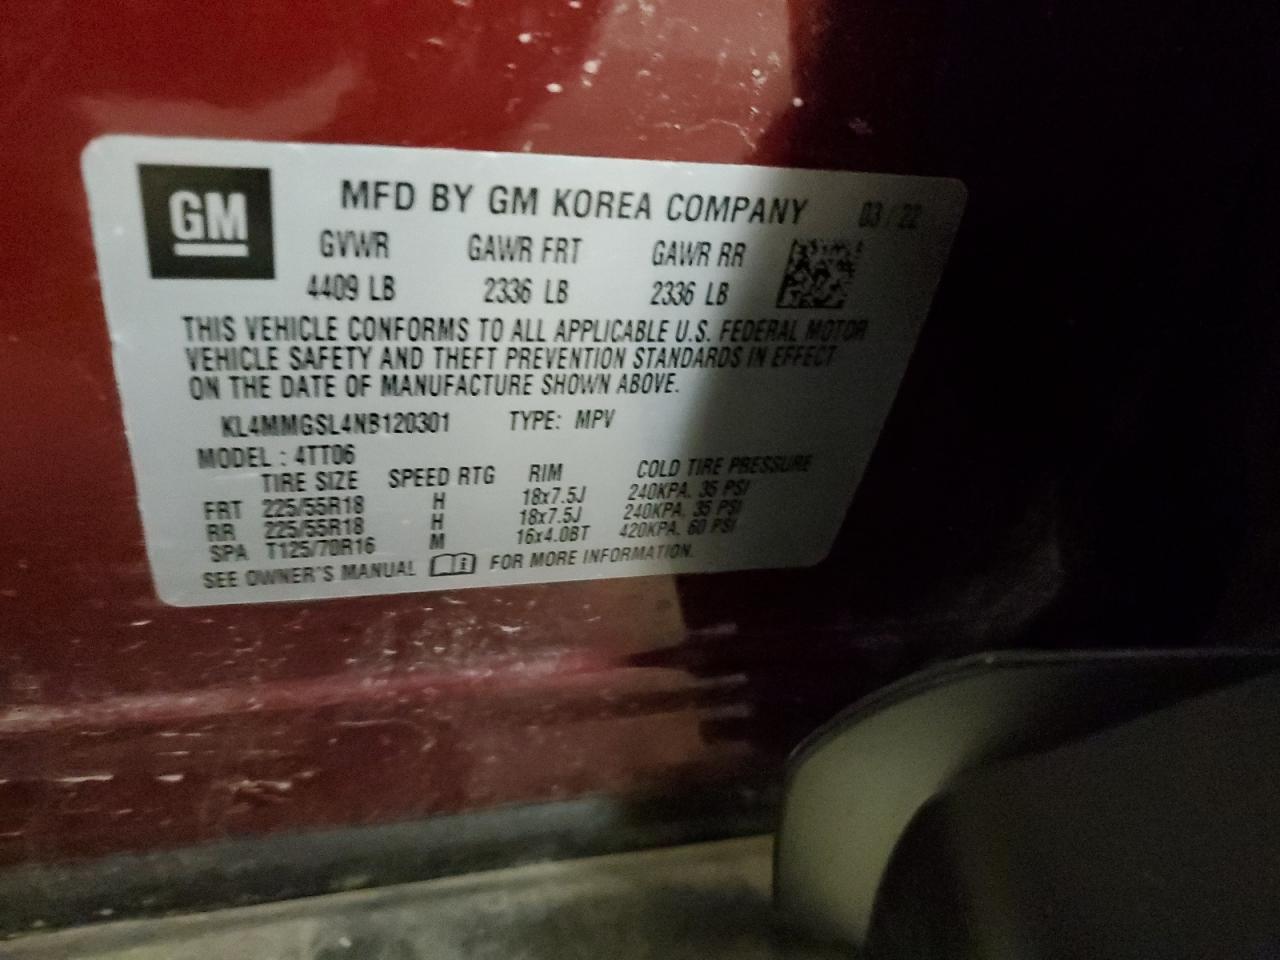 GM
MFD BY GM KOREA COMPANY 03 / 22
GVWR GAWR FRT GAWR RR
4409 LB 2336 LB 2336 LB
THIS VEHICLE CONFORMS TO ALL APPLICABLE U.S. FEDERAL MOTOR
VEHICLE SAFETY AND THEFT PREVENTION STANDARDS IN EFFECT
ON THE DATE OF MANUFACTURE SHOWN ABOVE.
KL4MMGSL4NB120301 TYPE: MPV
MODEL : 4TT06
TIRE SIZE SPEED RTG RIM COLD TIRE PRESSURE
FRT 225/55R18 H 18x7.5J 240KPA, 35 PSI
RR 225/55R18 H 18x7.5J 240KPA, 35 PSI
SPA T125/70R16 M 16x4.0BT 420KPA, 60 PSI
SEE OWNER'S MANUAL i FOR MORE INFORMATION.